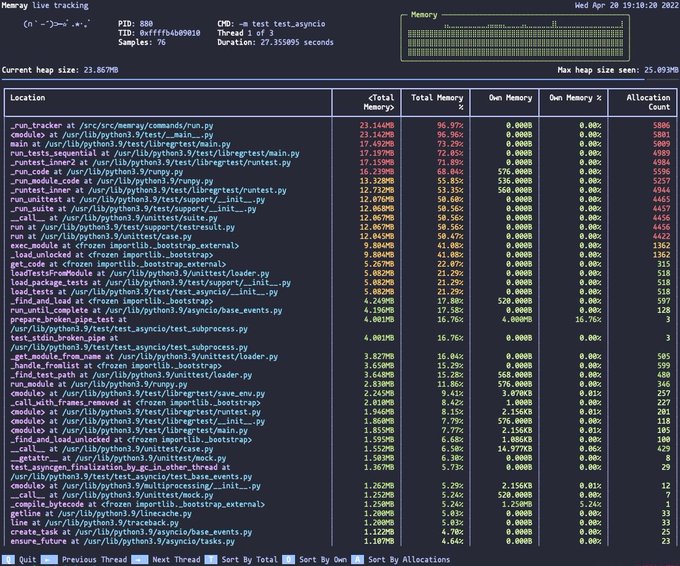 Memray live tracking Wed Apr 20 19:10:20 2022
(∩｀-´)⊃━☆ﾟ.*･｡ﾟ PID: 880 CMD: -m test test_asyncio Memory
TID: 0xffffb4b09010 Thread 1 of 3
Samples: 76 Duration: 27.355095 seconds
Current heap size: 23.867MB Max heap size seen: 25.093MB
Location <Total Memory> Total Memory % Own Memory Own Memory % Allocation Count
_run_tracker at /src/src/memray/commands/run.py 23.144MB 96.97% 0.000B 0.00% 5806
<module> at /usr/lib/python3.9/test/__main__.py 23.142MB 96.96% 0.000B 0.00% 5801
main at /usr/lib/python3.9/test/libregrtest/main.py 17.492MB 73.29% 0.000B 0.00% 5009
run_tests_sequential at /usr/lib/python3.9/test/libregrtest/main.py 17.197MB 72.05% 0.000B 0.00% 4989
_runtest_inner2 at /usr/lib/python3.9/test/libregrtest/runtest.py 17.159MB 71.89% 0.000B 0.00% 4984
_run_code at /usr/lib/python3.9/runpy.py 16.239MB 68.04% 576.000B 0.00% 5596
_run_module_code at /usr/lib/python3.9/runpy.py 13.328MB 55.85% 536.000B 0.00% 5257
_runtest_inner at /usr/lib/python3.9/test/libregrtest/runtest.py 12.732MB 53.35% 560.000B 0.00% 4944
run_unittest at /usr/lib/python3.9/test/support/__init__.py 12.076MB 50.60% 0.000B 0.00% 4465
_run_suite at /usr/lib/python3.9/test/support/__init__.py 12.068MB 50.56% 0.000B 0.00% 4457
__call__ at /usr/lib/python3.9/unittest/suite.py 12.067MB 50.56% 0.000B 0.00% 4456
run at /usr/lib/python3.9/test/support/testresult.py 12.067MB 50.56% 0.000B 0.00% 4456
run at /usr/lib/python3.9/unittest/case.py 12.045MB 50.47% 0.000B 0.00% 4422
exec_module at <frozen importlib._bootstrap_external> 9.804MB 41.08% 0.000B 0.00% 1362
_load_unlocked at <frozen importlib._bootstrap> 9.804MB 41.08% 0.000B 0.00% 1362
get_code at <frozen importlib._bootstrap_external> 5.267MB 22.07% 0.000B 0.00% 315
loadTestsFromModule at /usr/lib/python3.9/unittest/loader.py 5.082MB 21.29% 0.000B 0.00% 518
load_package_tests at /usr/lib/python3.9/test/support/__init__.py 5.082MB 21.29% 0.000B 0.00% 518
load_tests at /usr/lib/python3.9/test/test_asyncio/__init__.py 5.082MB 21.29% 0.000B 0.00% 518
_find_and_load at <frozen importlib._bootstrap> 4.249MB 17.80% 520.000B 0.00% 597
run_until_complete at /usr/lib/python3.9/asyncio/base_events.py 4.196MB 17.58% 0.000B 0.00% 128
prepare_broken_pipe_test at 4.001MB 16.76% 4.000MB 16.76% 3
/usr/lib/python3.9/test/test_asyncio/test_subprocess.py
test_stdin_broken_pipe at 4.001MB 16.76% 0.000B 0.00% 3
/usr/lib/python3.9/test/test_asyncio/test_subprocess.py
_get_module_from_name at /usr/lib/python3.9/unittest/loader.py 3.827MB 16.04% 0.000B 0.00% 505
_handle_fromlist at <frozen importlib._bootstrap> 3.650MB 15.29% 0.000B 0.00% 599
_find_test_path at /usr/lib/python3.9/unittest/loader.py 3.648MB 15.28% 568.000B 0.00% 480
run_module at /usr/lib/python3.9/runpy.py 2.830MB 11.86% 576.000B 0.00% 346
<module> at /usr/lib/python3.9/test/libregrtest/save_env.py 2.245MB 9.41% 3.070KB 0.01% 257
_call_with_frames_removed at <frozen importlib._bootstrap> 2.010MB 8.42% 1.000B 0.00% 227
<module> at /usr/lib/python3.9/test/libregrtest/runtest.py 1.946MB 8.15% 2.156KB 0.01% 201
<module> at /usr/lib/python3.9/test/libregrtest/__init__.py 1.860MB 7.79% 576.000B 0.00% 118
<module> at /usr/lib/python3.9/test/libregrtest/main.py 1.855MB 7.77% 2.156KB 0.01% 105
_find_and_load_unlocked at <frozen importlib._bootstrap> 1.595MB 6.68% 1.086KB 0.00% 100
__call__ at /usr/lib/python3.9/unittest/case.py 1.552MB 6.50% 14.977KB 0.06% 429
__getattr__ at /usr/lib/python3.9/unittest/mock.py 1.503MB 6.30% 0.000B 0.00% 8
test_asyncgen_finalization_by_gc_in_other_thread at 1.367MB 5.73% 0.000B 0.00% 29
/usr/lib/python3.9/test/test_asyncio/test_base_events.py
<module> at /usr/lib/python3.9/multiprocessing/__init__.py 1.262MB 5.29% 2.156KB 0.01% 12
__call__ at /usr/lib/python3.9/unittest/mock.py 1.252MB 5.24% 520.000B 0.00% 7
_compile_bytecode at <frozen importlib._bootstrap_external> 1.250MB 5.24% 1.250MB 5.24% 1
getline at /usr/lib/python3.9/linecache.py 1.200MB 5.03% 0.000B 0.00% 33
line at /usr/lib/python3.9/traceback.py 1.200MB 5.03% 0.000B 0.00% 33
create_task at /usr/lib/python3.9/asyncio/base_events.py 1.122MB 4.70% 0.000B 0.00% 25
ensure_future at /usr/lib/python3.9/asyncio/tasks.py 1.107MB 4.64% 0.000B 0.00% 23
Q Quit ← Previous Thread → Next Thread T Sort By Total O Sort By Own A Sort By Allocations